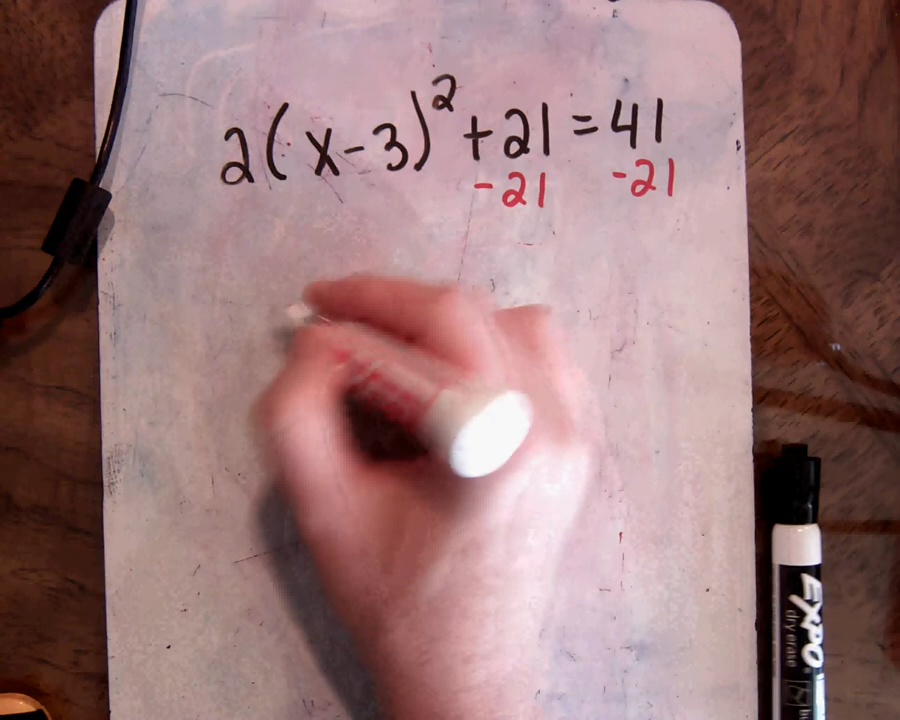 2(x-3)² +21 = 41
-21 -21
EXPO
dry erase